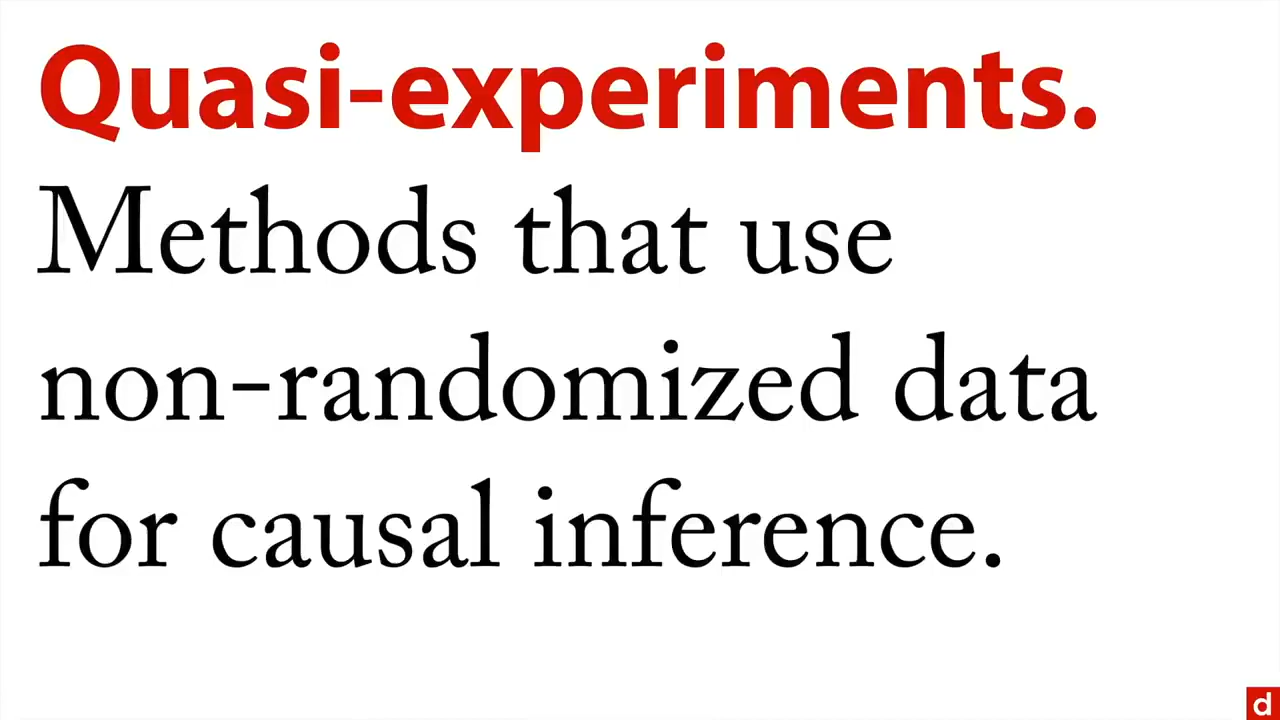 Quasi-experiments.
Methods that use
non-randomized data
for causal inference.
d